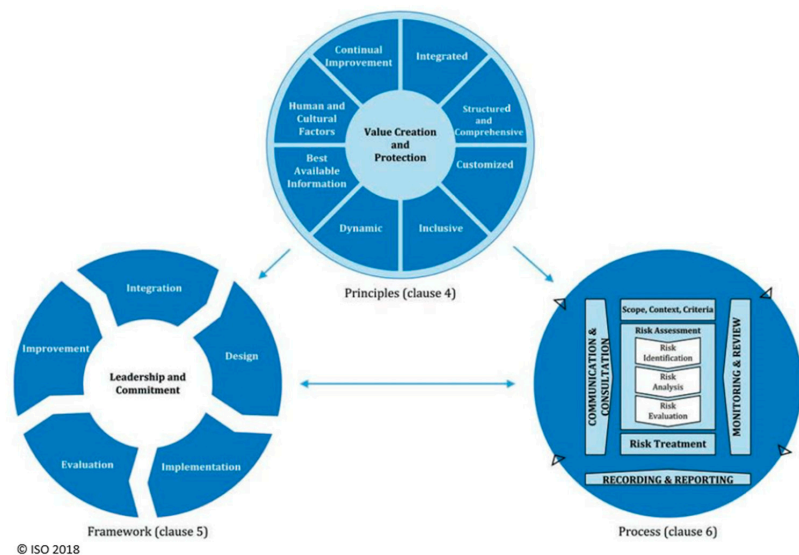 Continual
Improvement
Integrated
Human and
Cultural
Factors
Structured
and
Comprehensive
Value Creation
and
Protection
Best
Available
Information
Customized
Dynamic
Inclusive
Principles (clause 4)
Integration
Improvement
Design
Leadership and
Commitment
Evaluation
Implementation
Framework (clause 5)
Scope, Context, Criteria
COMMUNICATION &
CONSULTATION
Risk Assessment
Risk
Identification
Risk
Analysis
Risk
Evaluation
MONITORING & REVIEW
Risk Treatment
RECORDING & REPORTING
Process (clause 6)
© ISO 2018